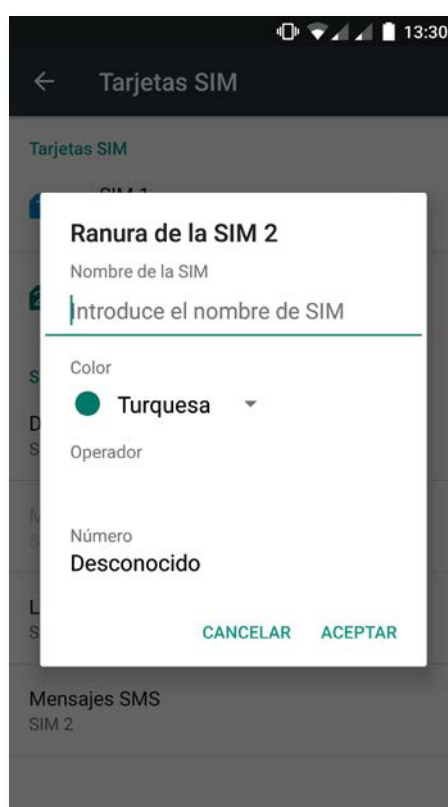 13:30
Tarjetas SIM
Tarjetas SIM
Ranura de la SIM 2
Nombre de la SIM
Introduce el nombre de SIM
Color
Turquesa
Operador
Número
Desconocido
CANCELAR ACEPTAR
Mensajes SMS
SIM 2